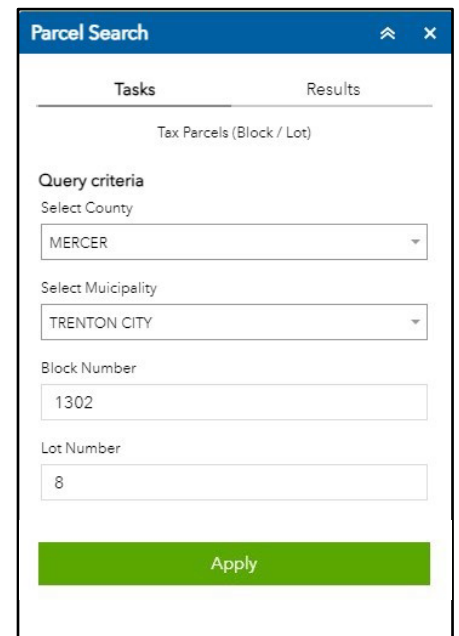 Parcel Search
Tasks Results
Tax Parcels (Block / Lot)
Query criteria
Select County
MERCER
Select Muicipality
TRENTON CITY
Block Number
1302
Lot Number
8
Apply